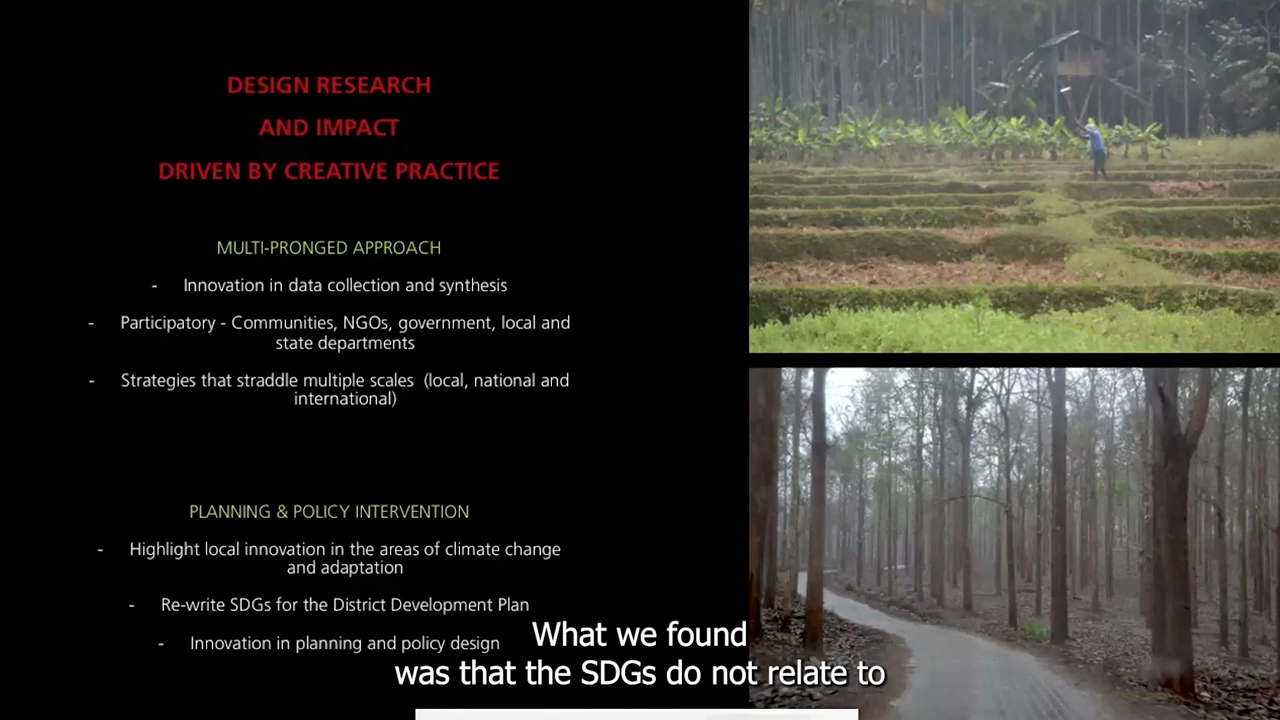 DESIGN RESEARCH
AND IMPACT
DRIVEN BY CREATIVE PRACTICE
MULTI-PRONGED APPROACH
- Innovation in data collection and synthesis
- Participatory - Communities, NGOs, government, local and
state departments
- Strategies that straddle multiple scales (local, national and
international)
PLANNING & POLICY INTERVENTION
- Highlight local innovation in the areas of climate change
and adaptation
- Re-write SDGs for the District Development Plan
- Innovation in planning and policy design
What we found
was that the SDGs do not relate to